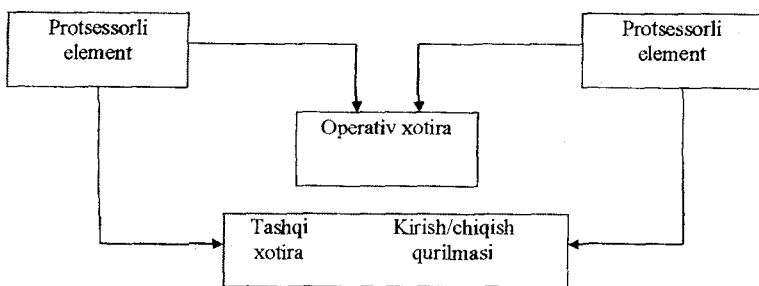 Protsessorli
element
Protsessorli
element
Operativ xotira
Tashqi
xotira
Kirish/chiqish
qurilmasi